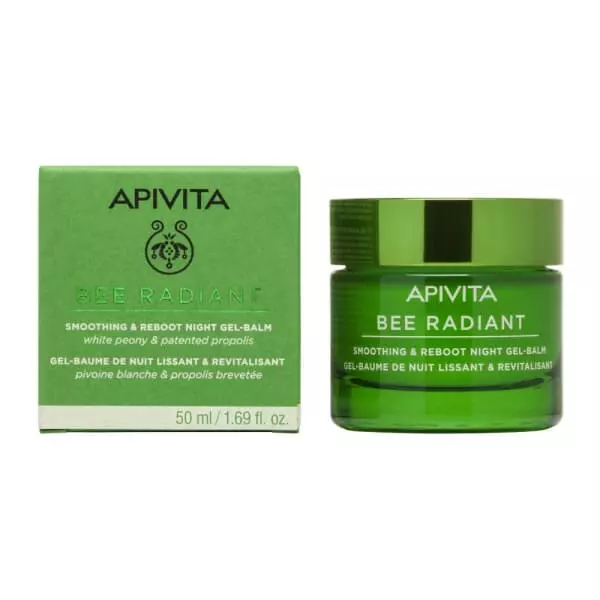 APIVITA
BEE RADIANT
SMOOTHING & REBOOT NIGHT GEL-BALM
white peony & patented propolis
GEL-BAUME DE NUIT LISSANT & REVITALISANT
pivoine blanche & propolis brevetée
50 ml / 1.69 fl. oz.
APIVITA
BEE RADIANT
SMOOTHING & REBOOT NIGHT GEL-BALM
GEL-BAUME DE NUIT LISSANT & REVITALISANT